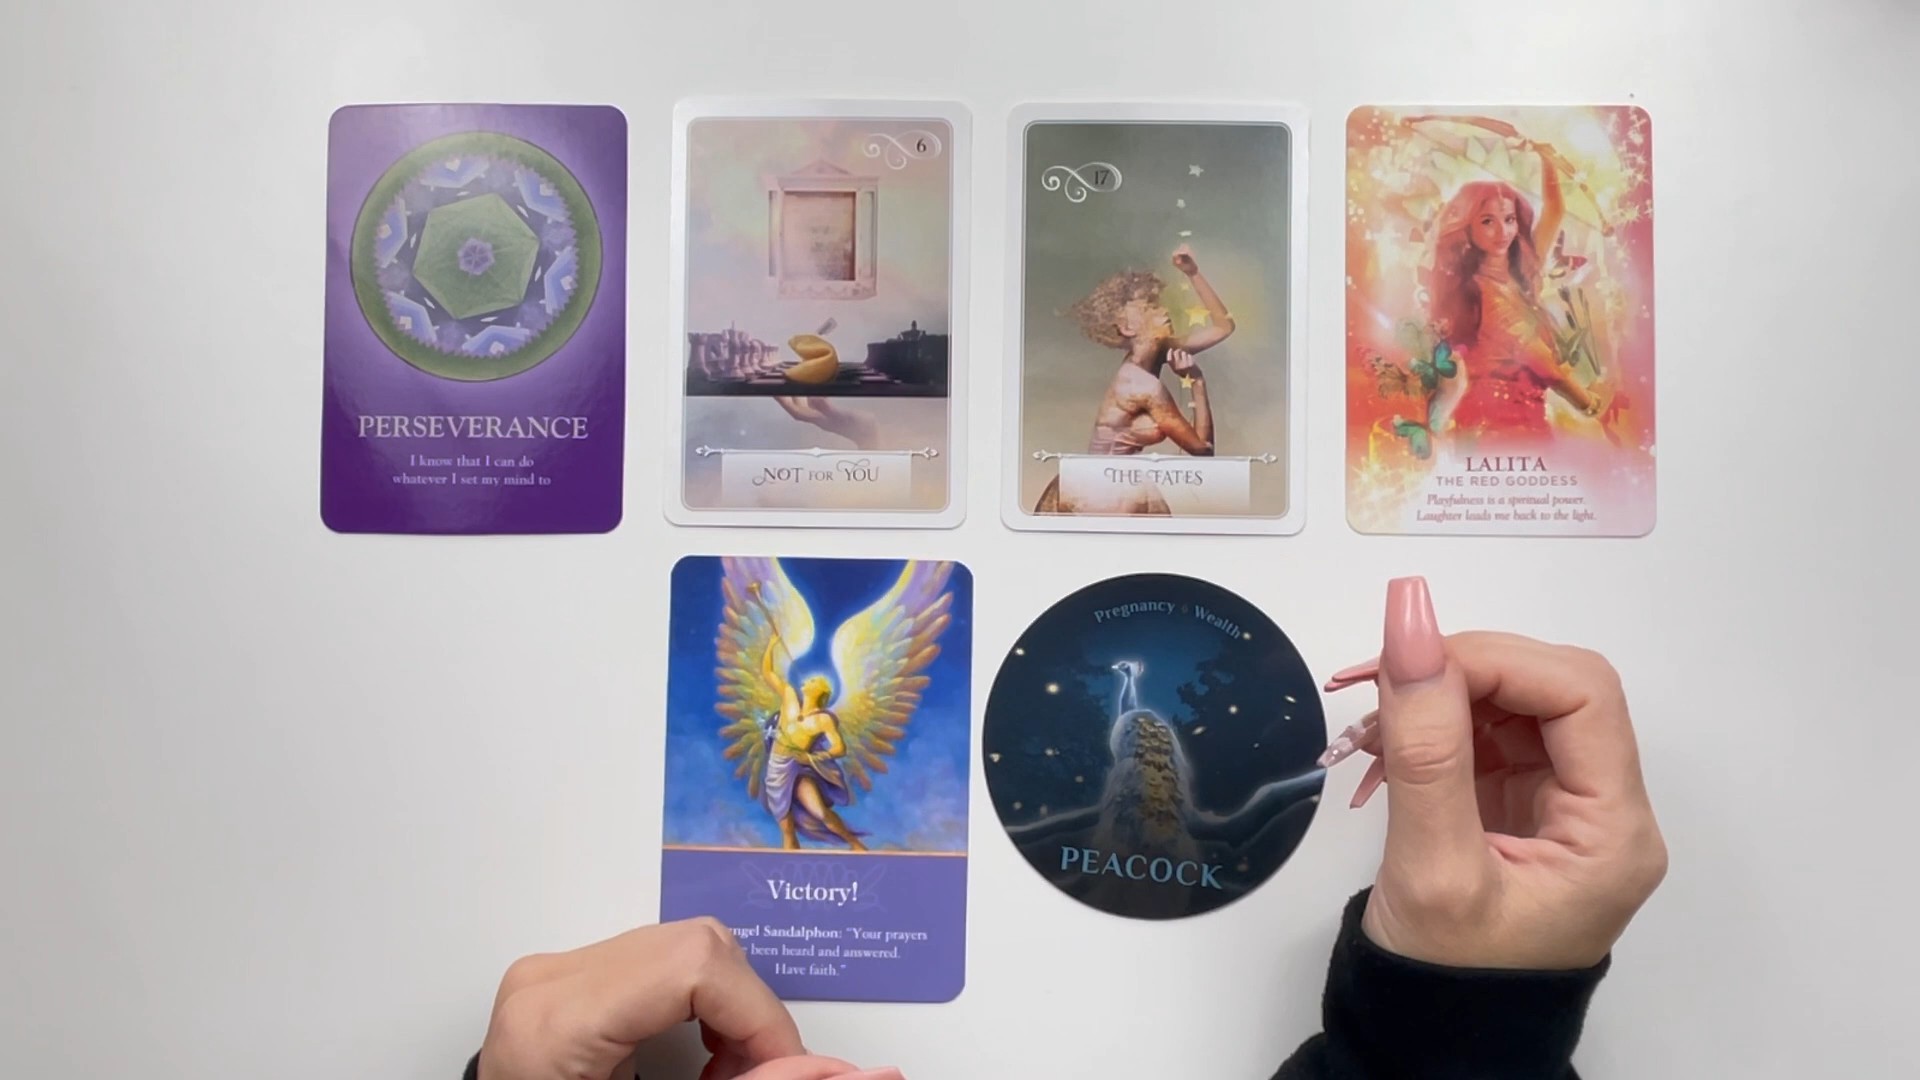 PERSEVERANCE
I know that I can do
whatever I set my mind to
6
NOT FOR YOU
17
THE FATES
LALITA
THE RED GODDESS
Playfulness is a spiritual power.
Laughter leads me back to the light.
Victory!
Sandalphon: "Your prayers
been heard and answered.
Have faith."
Pregnancy Wealth
PEACOCK